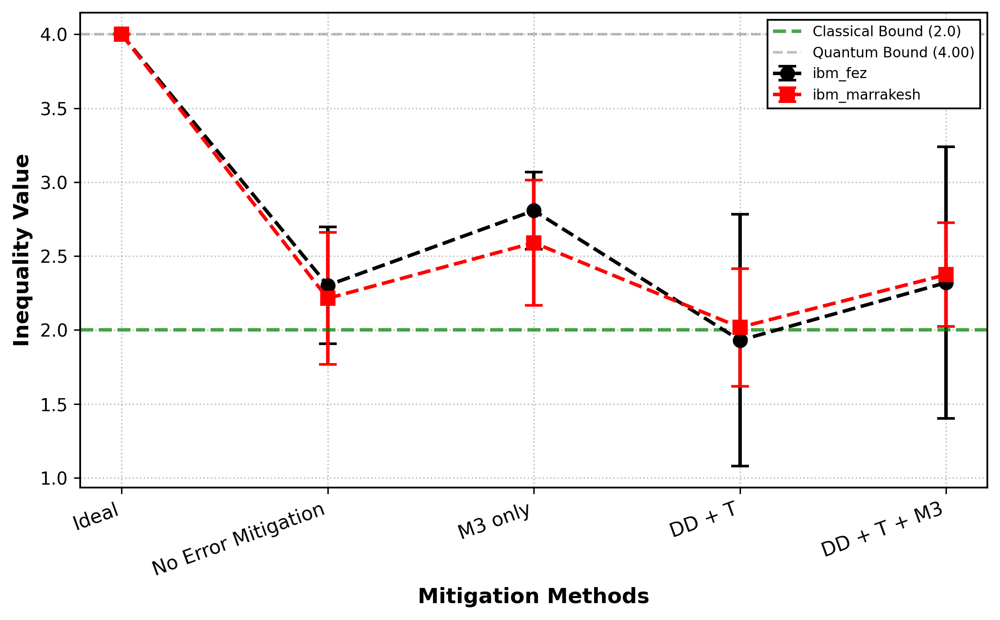 Classical Bound (2.0)
Quantum Bound (4.00)
ibm_fez
ibm_marrakesh
Inequality Value
4.0
3.5
3.0
2.5
2.0
1.5
1.0
Ideal
No Error Mitigation
M3 only
DD + T
DD + T + M3
Mitigation Methods